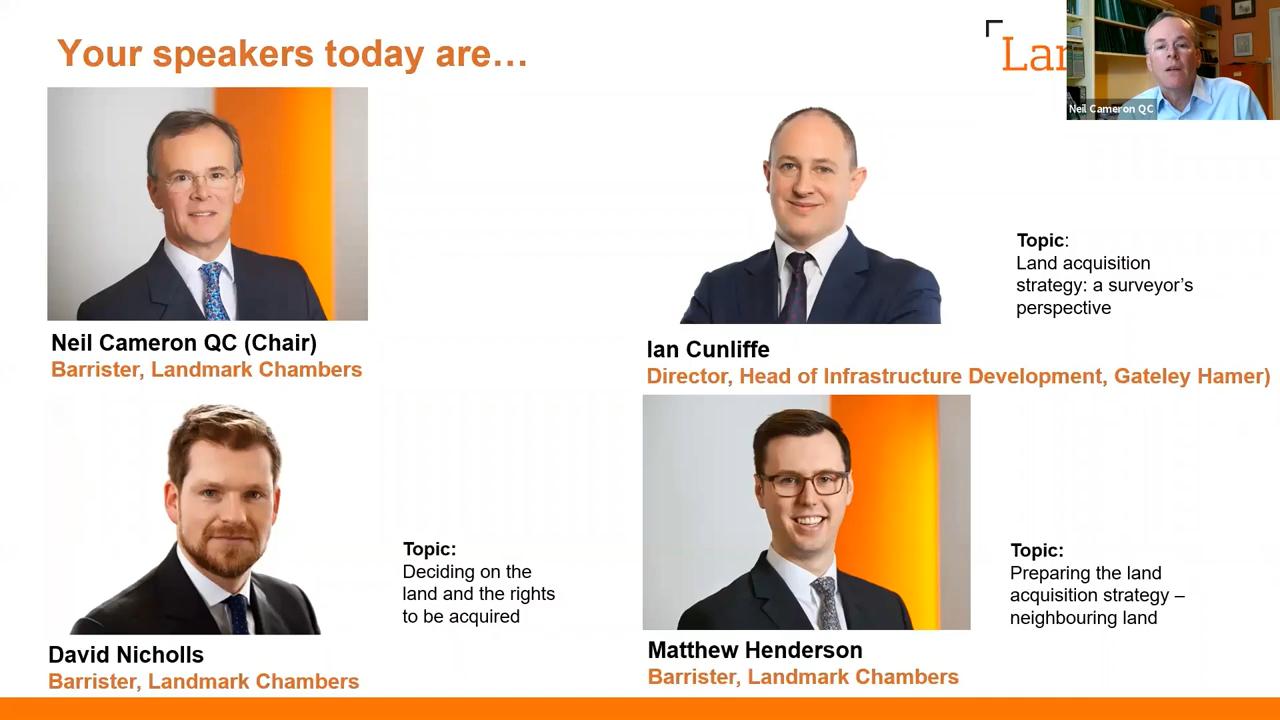 Your speakers today are…
Lan
Neil Cameron QC
Neil Cameron QC (Chair)
Barrister, Landmark Chambers
Topic:
Land acquisition
strategy: a surveyor’s
perspective
Ian Cunliffe
Director, Head of Infrastructure Development, Gateley Hamer)
Topic:
Deciding on the
land and the rights
to be acquired
David Nicholls
Barrister, Landmark Chambers
Topic:
Preparing the land
acquisition strategy –
neighbouring land
Matthew Henderson
Barrister, Landmark Chambers